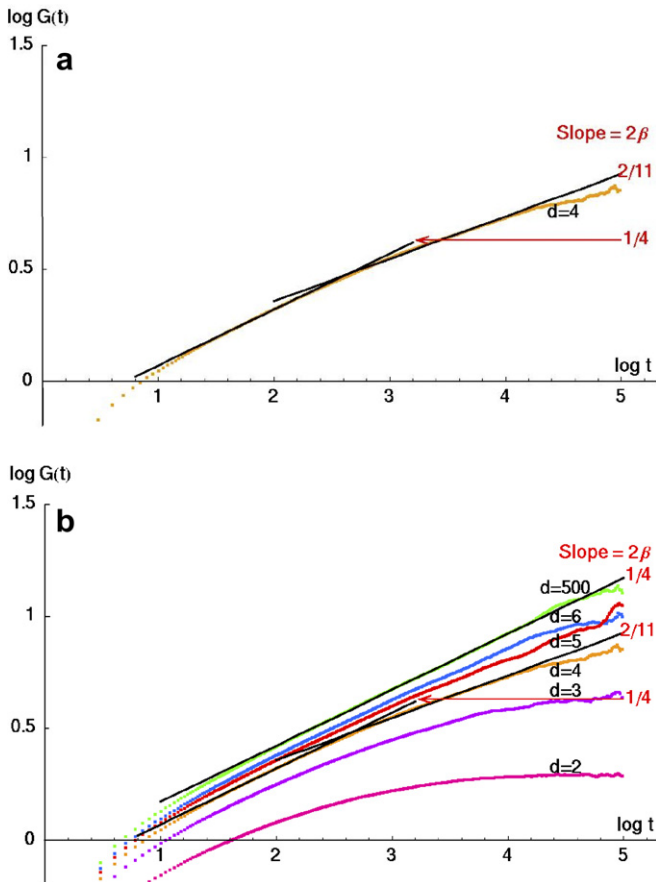 log G(t)
1.5
a
Slope = 2β
1
2/11
d=4
1/4
0.5
0
log t
1
2
3
4
5
log G(t)
1.5
b
Slope = 2β
1/4
d=500
1
d=6
2/11
d=5
d=4
d=3
1/4
0.5
d=2
0
log t
1
2
3
4
5